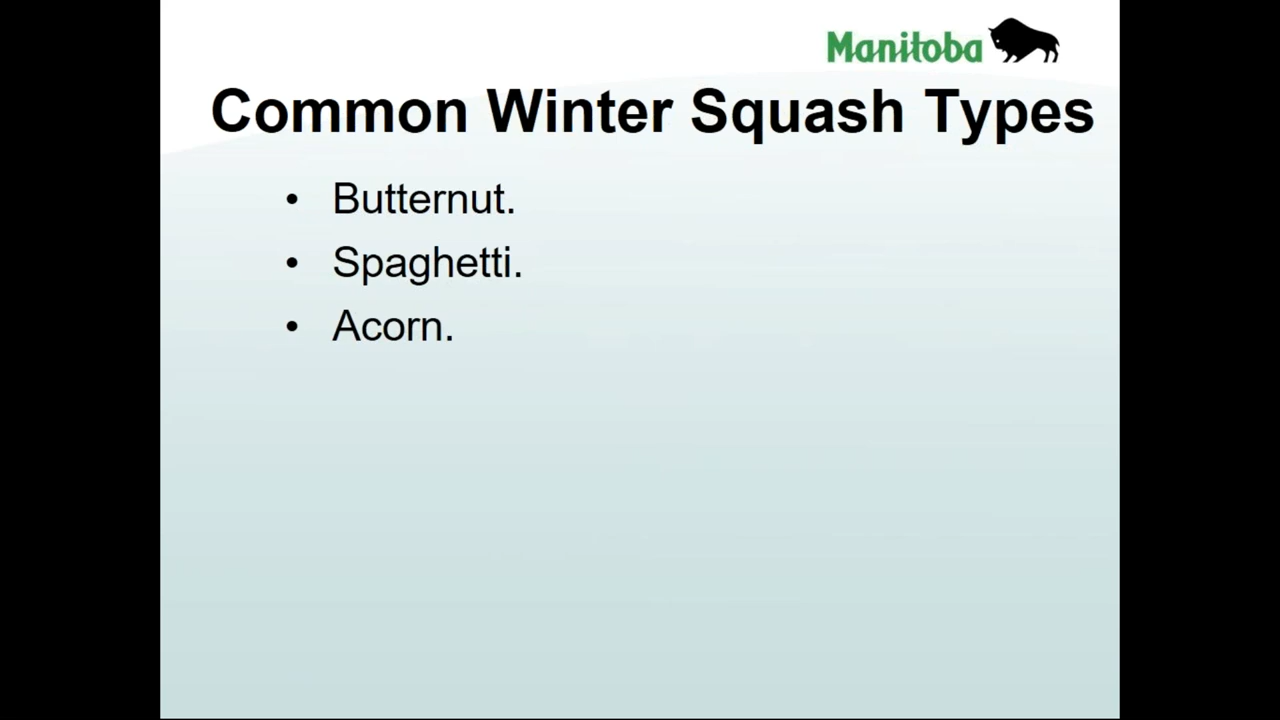 Manitoba
Common Winter Squash Types
• Butternut.
• Spaghetti.
• Acorn.